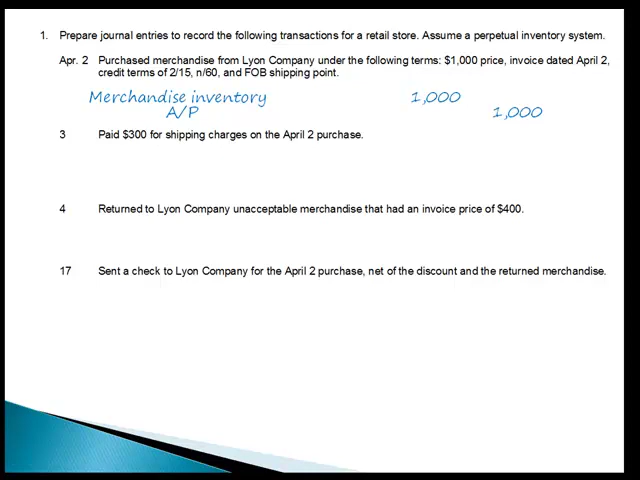 1. Prepare journal entries to record the following transactions for a retail store. Assume a perpetual inventory system.
Apr. 2 Purchased merchandise from Lyon Company under the following terms: $1,000 price, invoice dated April 2,
credit terms of 2/15, n/60, and FOB shipping point.
Merchandise inventory 1,000
A/P 1,000
3 Paid $300 for shipping charges on the April 2 purchase.
4 Returned to Lyon Company unacceptable merchandise that had an invoice price of $400.
17 Sent a check to Lyon Company for the April 2 purchase, net of the discount and the returned merchandise.